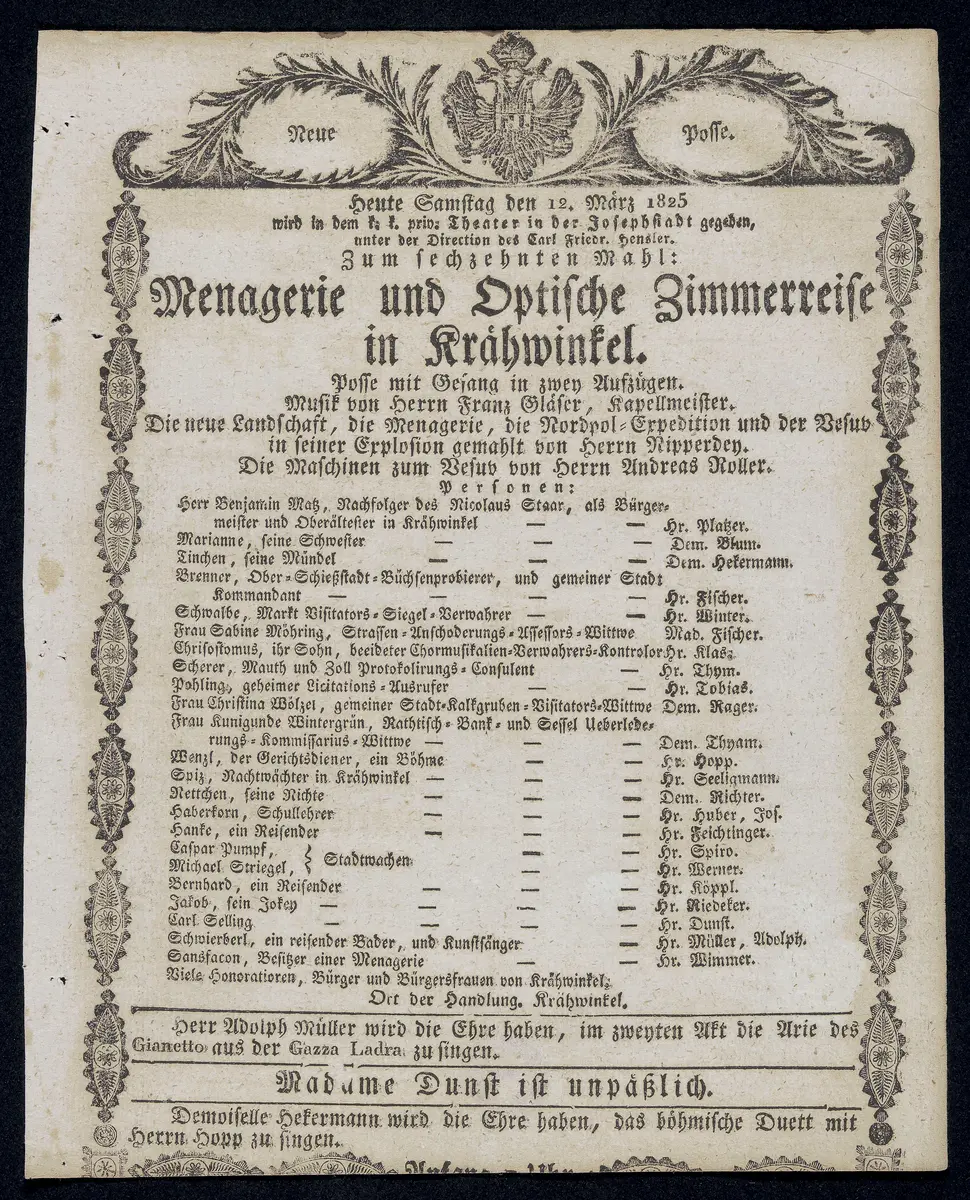 Neue Posse.
Heute Samstag den 12. März 1825
wird in dem k. k. priv: Theater in der Josephstadt gegeben,
unter der Direction des Carl Friedr. Hensler.
Zum sechzehnten Mahl:
Menagerie und Optische Zimmerreise
in Krähwinkel.
Posse mit Gesang in zwey Aufzügen.
Musik von Herrn Franz Gläser, Kapellmeister.
Die neue Landschaft, die Menagerie, die Nordpol-Expedition und der Vesuv
in seiner Explosion gemahlt von Herrn Nipperdey.
Die Maschinen zum Vesuv von Herrn Andreas Roller.
Personen:
Herr Benjamin Matz, Nachfolger des Nicolaus Staar, als Bürger-
meister und Oberältester in Krähwinkel — — Hr. Platzer.
Marianne, seine Schwester — — — Dem. Blum.
Tinchen, seine Mündel — — — Dem. Hekermann.
Brenner, Ober-Schießstadt-Büchsenprobierer, und gemeiner Stadt
Kommandant — — — — Hr. Fischer.
Schwalbe, Markt Visitators-Siegel-Verwahrer — — Hr. Winter.
Frau Sabine Möhring, Strassen-Anschoderungs-Assessors-Wittwe Mad. Fischer.
Chrisostomus, ihr Sohn, beeideter Chormusikalien-Verwahrers-Kontrolor Hr. Klas.
Scherer, Mauth und Zoll Protokolirungs-Consulent — Hr. Thym.
Pohling, geheimer Licitations-Ausrufer — — Hr. Tobias.
Frau Christina Wölzel, gemeiner Stadt-Kalkgruben-Visitators-Wittwe Dem. Rager.
Frau Kunigunde Wintergrün, Rathtisch-Bank- und Sessel Ueberlede-
rungs-Kommissarius-Wittwe — — — Dem. Thyam.
Wenzl, der Gerichtsdiener, ein Böhme — — Hr. Hopp.
Spiz, Nachtwächter in Krähwinkel — — — Hr. Seeligmann.
Nettchen, seine Nichte — — — Dem. Richter.
Haberkorn, Schullehrer — — — Hr. Huber, Jos.
Hanke, ein Reisender — — — Hr. Feichtinger.
Caspar Pumpf, — — Hr. Spiro.
Michael Striegel, } Stadtwachen — — Hr. Werner.
Bernhard, ein Reisender — — — Hr. Köppl.
Jakob, sein Jokey — — — — Hr. Riedeker.
Carl Selling — — — — Hr. Dunst.
Schwierberl, ein reisender Bader, und Kunstsänger — Hr. Müller, Adolph.
Sansfacon, Besitzer einer Menagerie — — Hr. Wimmer.
Viele Honoratioren, Bürger und Bürgersfrauen von Krähwinkel.
Ort der Handlung. Krähwinkel.
Herr Adolph Müller wird die Ehre haben, im zweyten Akt die Arie des
Gianetto aus der Gazza Ladra zu singen.
Madame Dunst ist unpäßlich.
Demoiselle Hekermann wird die Ehre haben, das böhmische Duett mit
Herrn Hopp zu singen.
Anfang Uhr